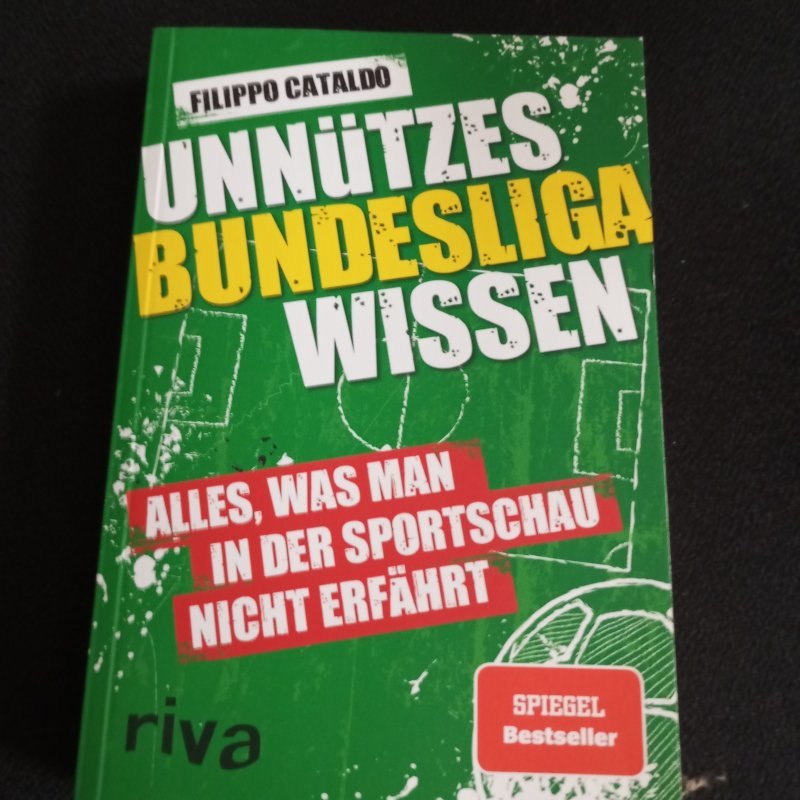 FILIPPO CATALDO
UNNüTZES
BUNDESLIGA
WISSEN
ALLES, WAS MAN
IN DER SPORTSCHAU
NICHT ERFÄHRT
riva
SPIEGEL
Bestseller